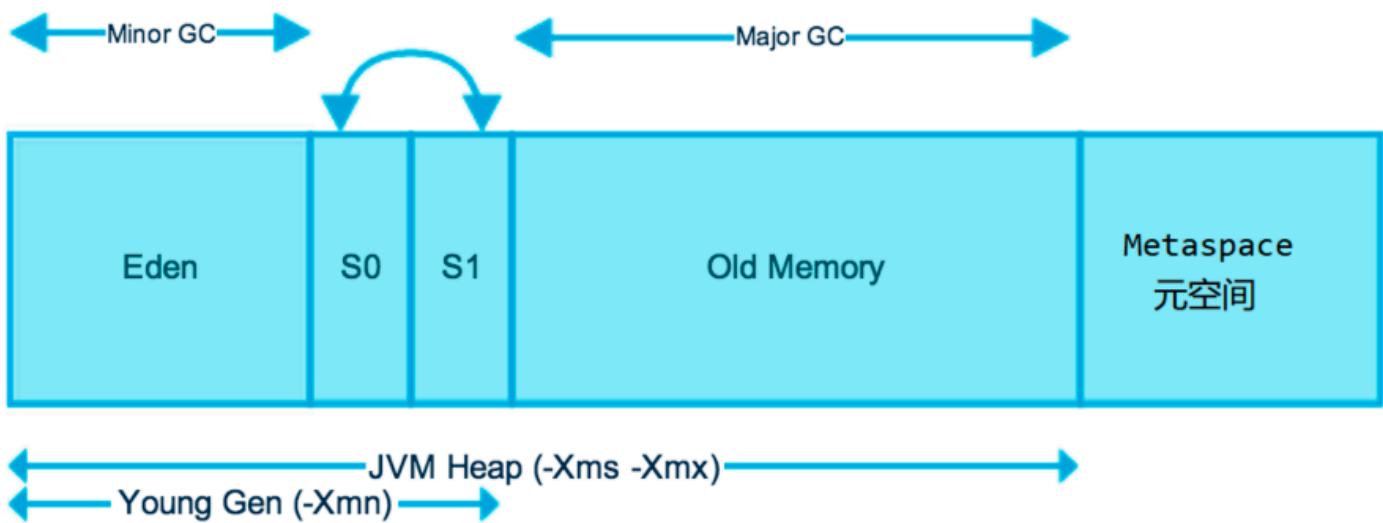 Minor GC
Major GC
Eden
S0
S1
Old Memory
Metaspace
元空间
JVM Heap (-Xms -Xmx)
Young Gen (-Xmn)